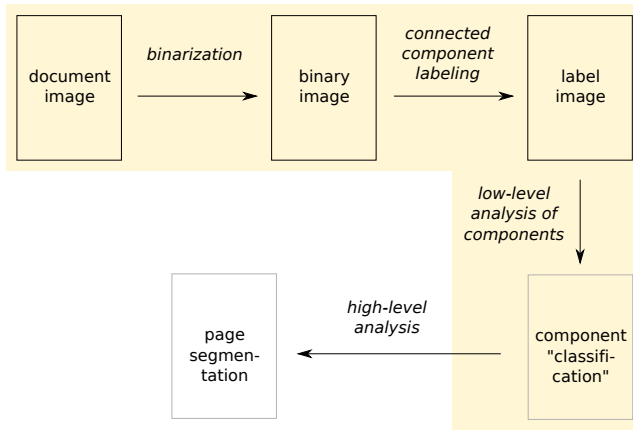 document
image
binarization
binary
image
connected
component
labeling
label
image
low-level
analysis of
components
component
"classifi-
cation"
high-level
analysis
page
segmen-
tation